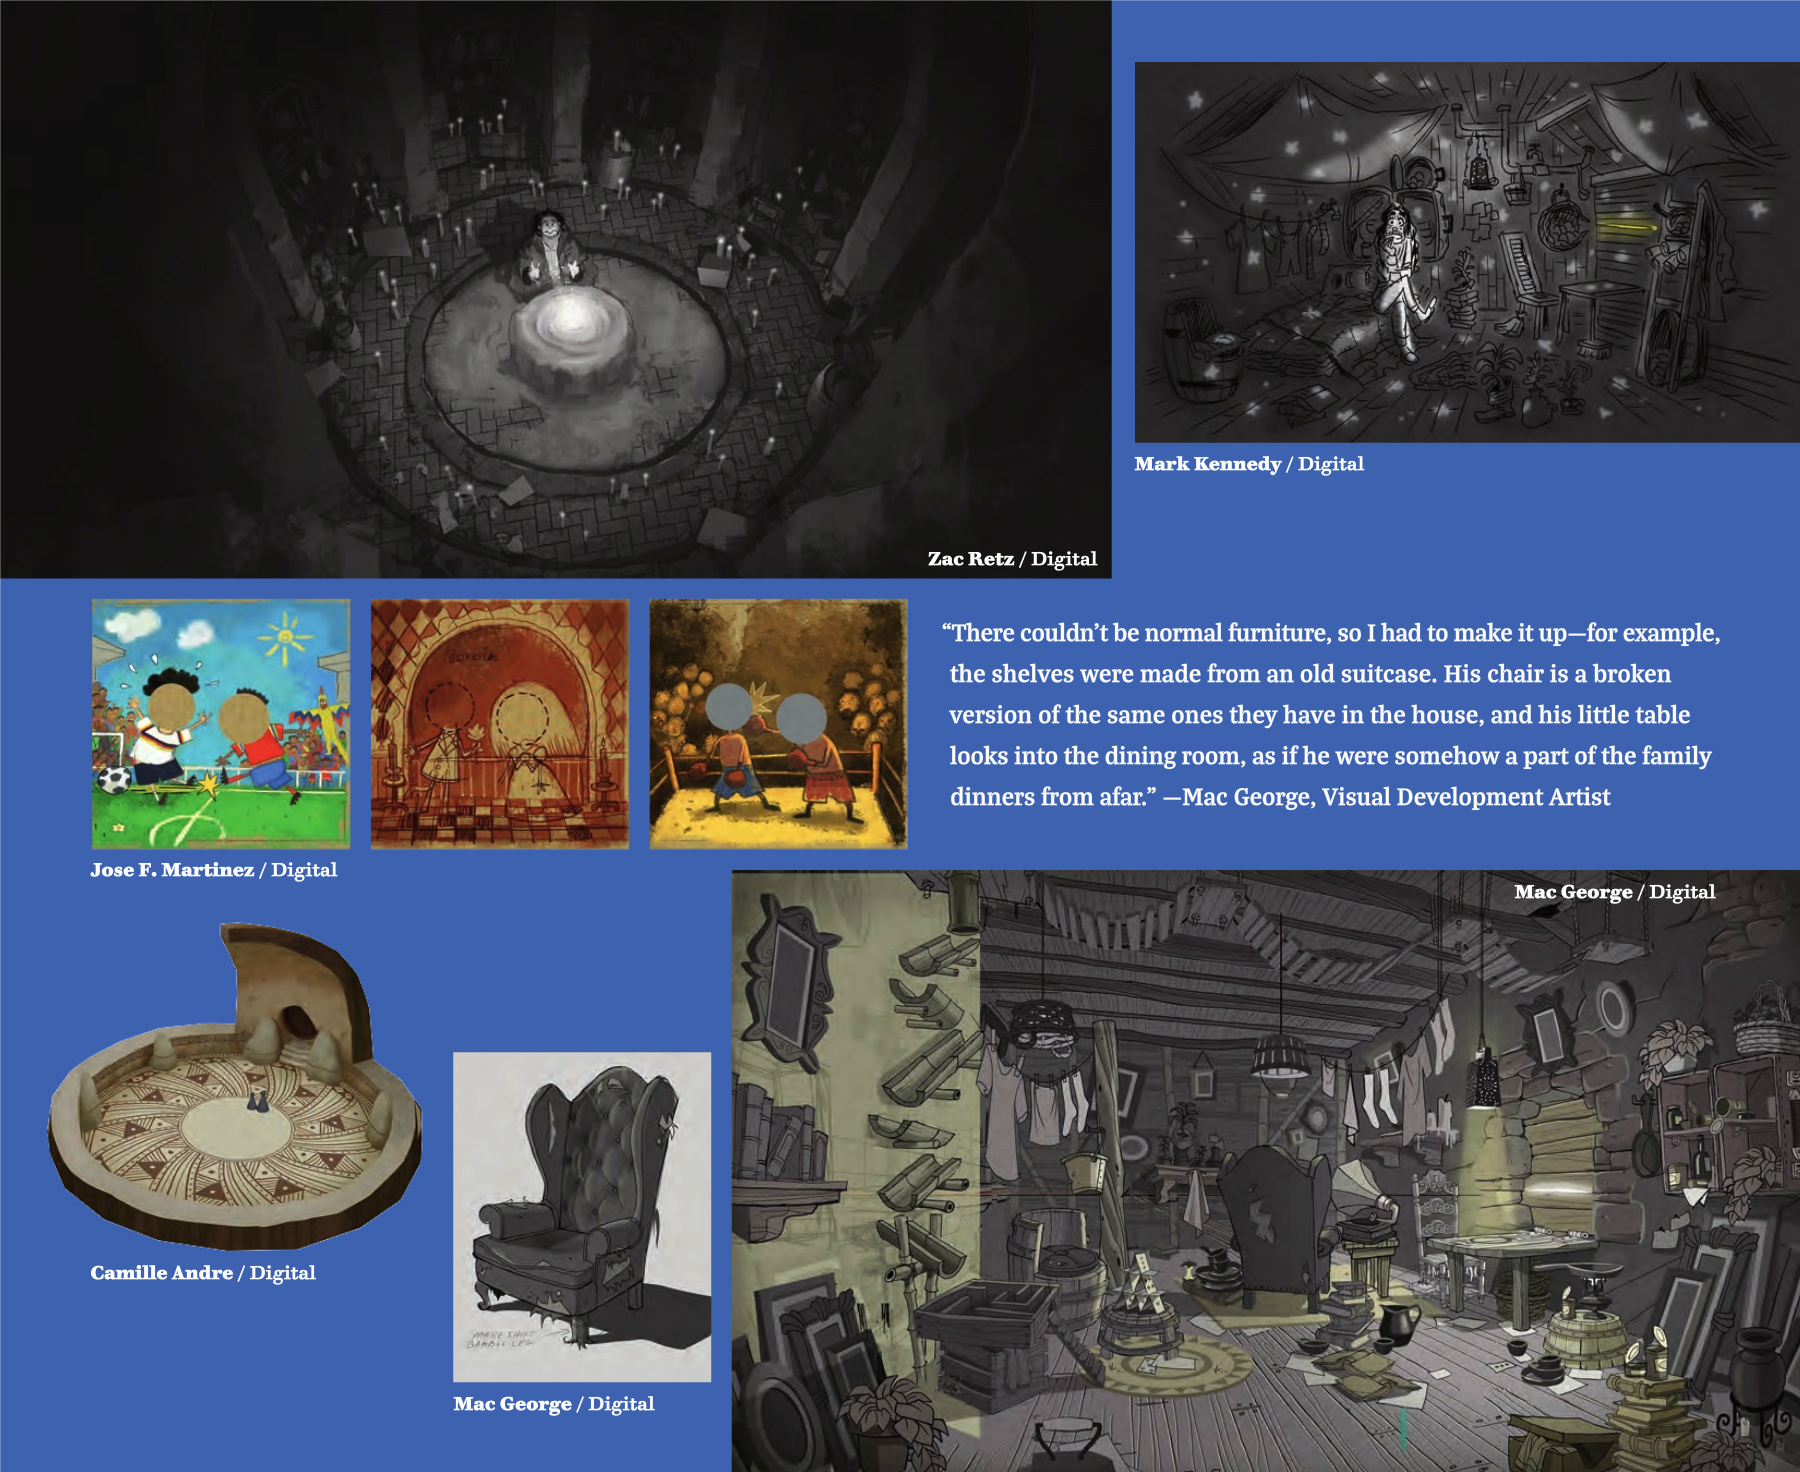 Mark Kennedy / Digital
Zac Retz / Digital
“There couldn’t be normal furniture, so I had to make it up—for example,
the shelves were made from an old suitcase. His chair is a broken
version of the same ones they have in the house, and his little table
looks into the dining room, as if he were somehow a part of the family
dinners from afar.” —Mac George, Visual Development Artist
Jose F. Martinez / Digital
Mac George / Digital
Camille Andre / Digital
MAKE SHIFT
BAMBOO LEG
Mac George / Digital